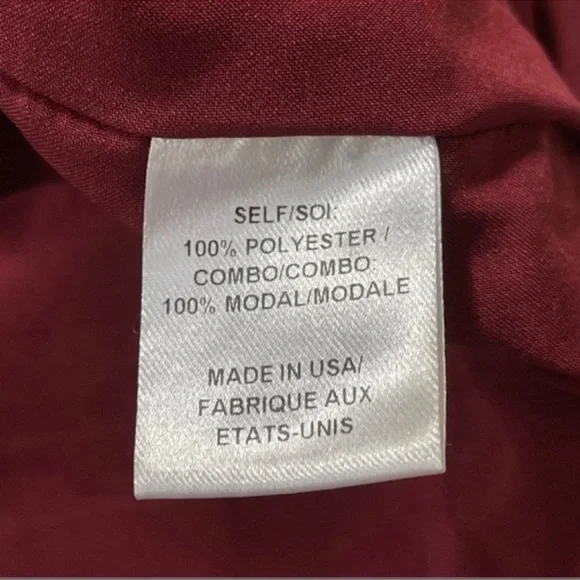 SELF/SOI:
100% POLYESTER /
COMBO/COMBO:
100% MODAL/MODALE
MADE IN USA/
FABRIQUE AUX
ETATS-UNIS